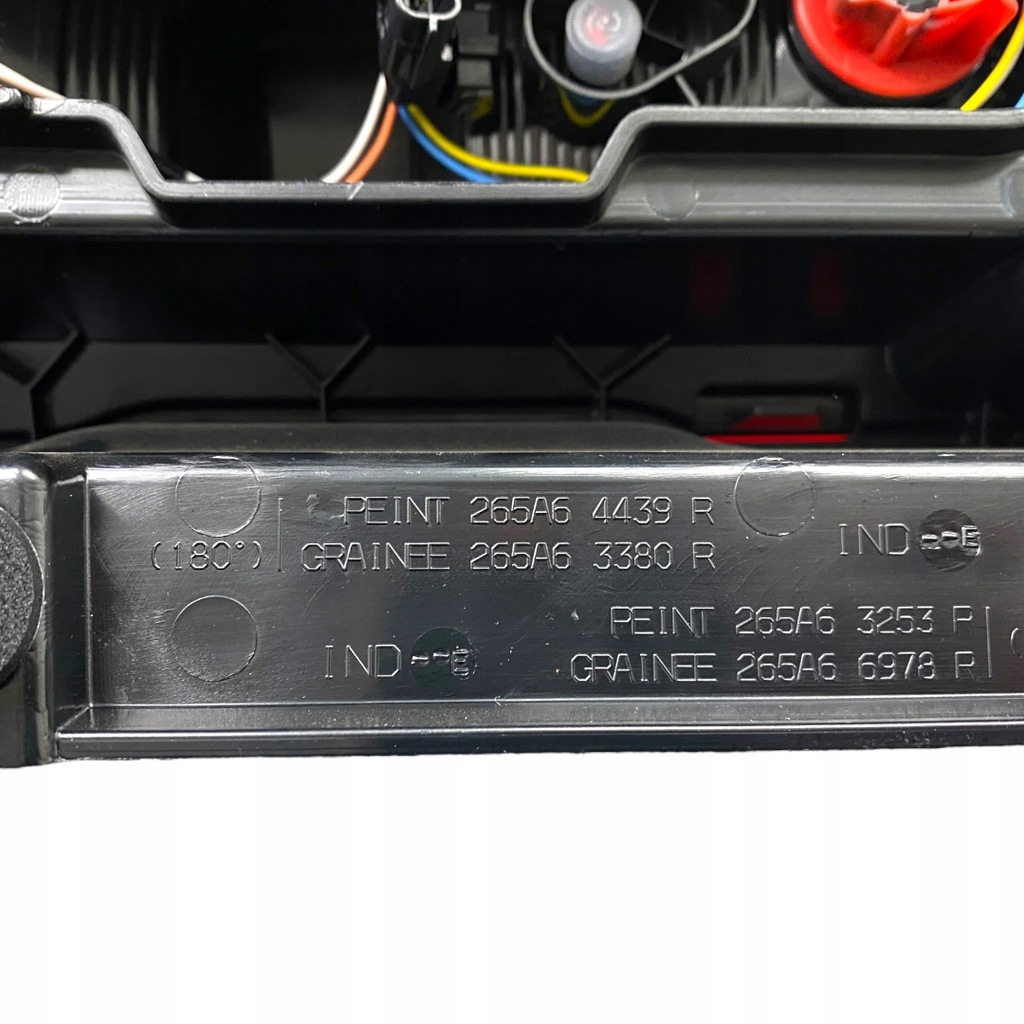 PEINT 265A6 4439 R
(180°) GRAINEE 265A6 3380 R
IND --E
PEINT 265A6 3253 R
GRAINEE 265A6 6978 R
IND --E